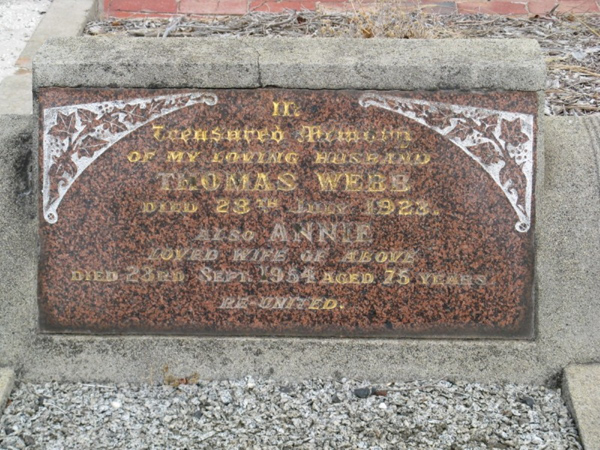 In
Treasured Memory
OF MY LOVING HUSBAND
THOMAS WEBB
DIED 28TH JULY 1923.
ALSO ANNIE
LOVED WIFE OF ABOVE
DIED 23RD SEPT. 1954 AGED 75 YEARS
RE-UNITED.